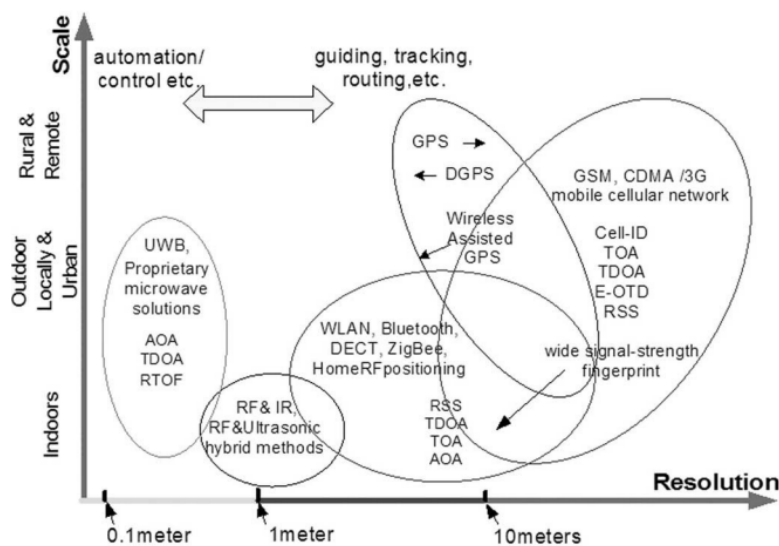 Scale
automation/
control etc.
guiding, tracking,
routing,etc.
Rural &
Remote
Outdoor
Locally &
Urban
Indoors
GPS
DGPS
Wireless
Assisted
GPS
GSM, CDMA /3G
mobile cellular network
Cell-ID
TOA
TDOA
E-OTD
RSS
UWB,
Proprietary
microwave
solutions
AOA
TDOA
RTOF
WLAN, Bluetooth,
DECT, ZigBee,
HomeRFpositioning
RSS
TDOA
TOA
AOA
wide signal-strength
fingerprint
RF& IR,
RF&Ultrasonic
hybrid methods
Resolution
0.1meter
1meter
10meters